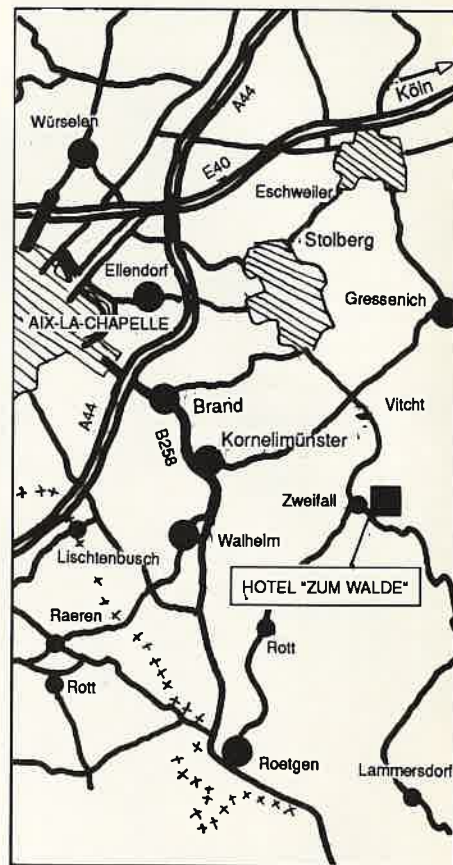 Köln
A44
Würselen
E40
Eschweiler
Stolberg
Ellendorf
Gressenich
AIX-LA-CHAPELLE
Brand
Vitcht
A44
B258
Kornelimünster
Zweifall
Walhelm
Lischtenbusch
HOTEL "ZUM WALDE"
Raeren
Rott
Rott
Roetgen
Lammersdorf